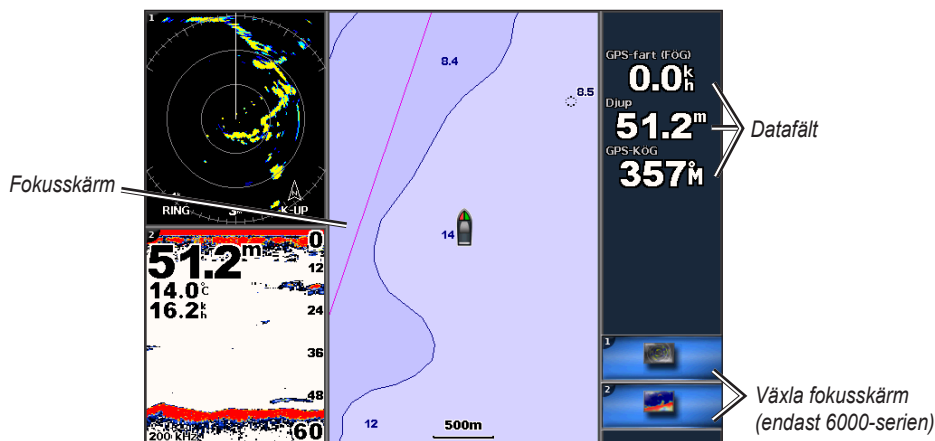 1
RING
K-UP
N
Fokusskärm
2
51.2m
14.0°C
16.2kh
0
12
24
36
48
60
200 kHz
8.4
8.5
14
12
500m
GPS-fart (FöG)
0.0kh
Djup
51.2m
GPS-KöG
357°M
Datafält
1
2
Växla fokusskärm
(endast 6000-serien)